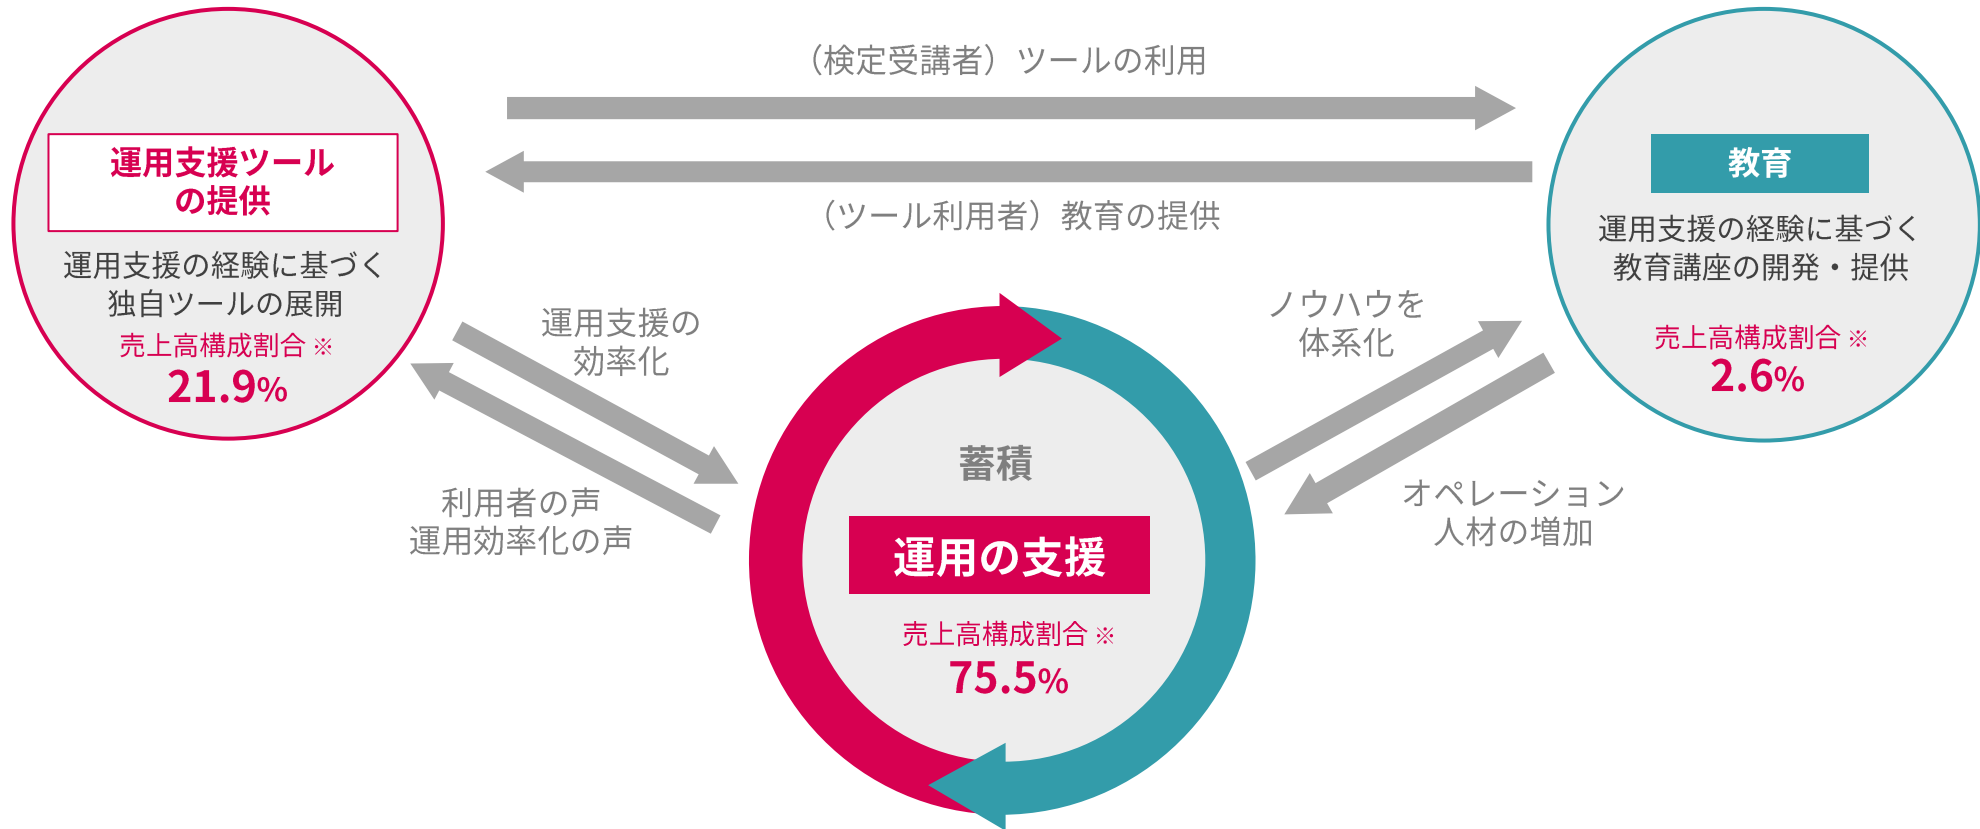 （検定受講者）ツールの利用
（ツール利用者）教育の提供
運用支援ツール
の提供
運用支援の経験に基づく
独自ツールの展開
売上高構成割合 ※
21.9%
教育
運用支援の経験に基づく
教育講座の開発・提供
売上高構成割合 ※
2.6%
運用支援の
効率化
利用者の声
運用効率化の声
ノウハウを
体系化
オペレーション
人材の増加
蓄積
運用の支援
売上高構成割合 ※
75.5%